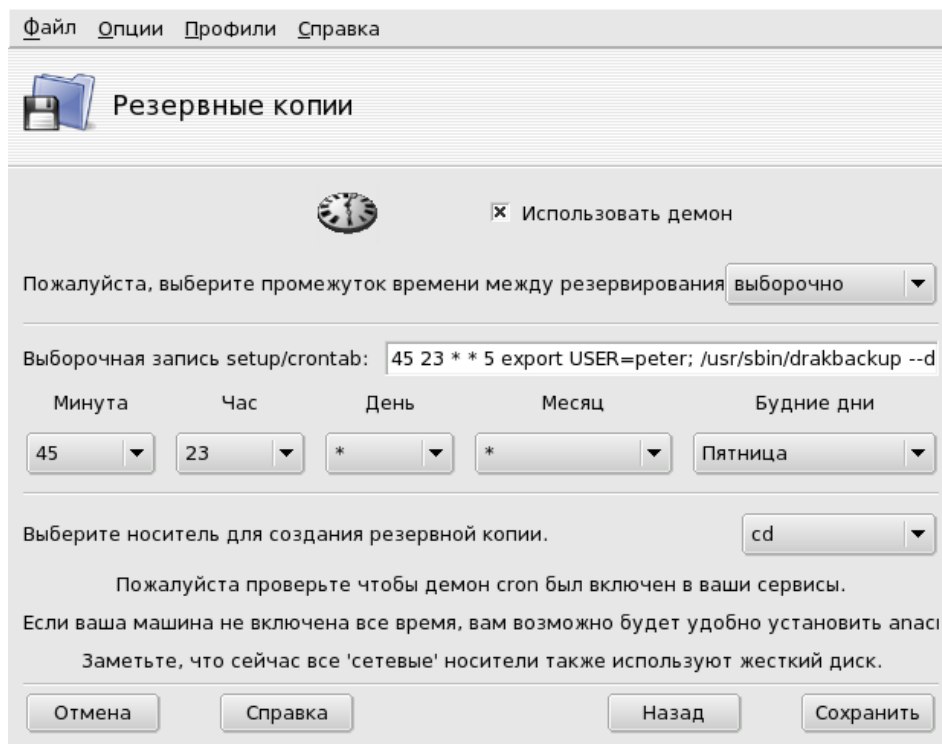 Файл Опции Профили Справка
Резервные копии
Использовать демон
Пожалуйста, выберите промежуток времени между резервирования выборочно
Выборочная запись setup/crontab: 45 23 * * 5 export USER=peter; /usr/sbin/drakbackup --d
Минута Час День Месяц Будние дни
45 23 * * Пятница
Выберите носитель для создания резервной копии. cd
Пожалуйста проверьте чтобы демон cron был включен в ваши сервисы.
Если ваша машина не включена все время, вам возможно будет удобно установить
Заметьте, что сейчас все 'сетевые' носители также используют жесткий диск.
Отмена Справка Назад Сохранить